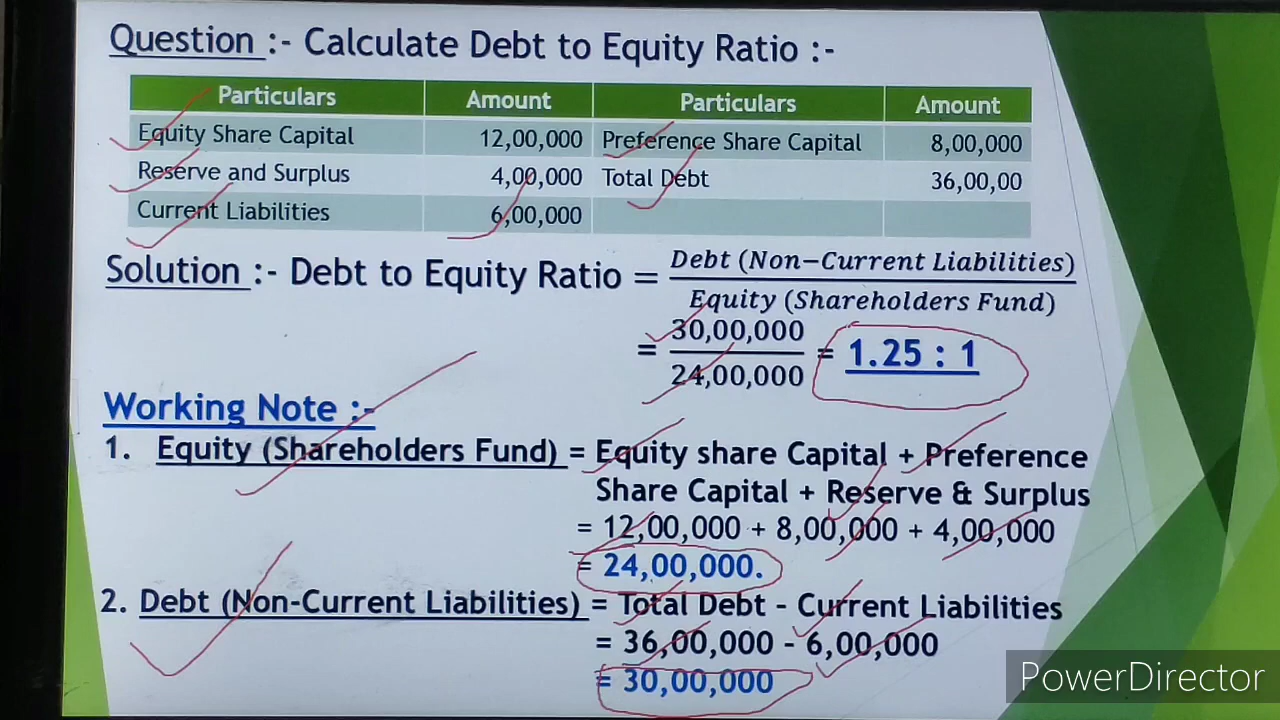 Question :- Calculate Debt to Equity Ratio :-
Particulars Amount Particulars Amount
Equity Share Capital 12,00,000 Preference Share Capital 8,00,000
Reserve and Surplus 4,00,000 Total Debt 36,00,00
Current Liabilities 6,00,000
Solution :- Debt to Equity Ratio = Debt (Non−Current Liabilities)
Equity (Shareholders Fund)
= 30,00,000 / 24,00,000 = 1.25 : 1
Working Note :-
1. Equity (Shareholders Fund) = Equity share Capital + Preference
Share Capital + Reserve & Surplus
= 12,00,000 + 8,00,000 + 4,00,000
= 24,00,000.
2. Debt (Non-Current Liabilities) = Total Debt - Current Liabilities
= 36,00,000 - 6,00,000
= 30,00,000
PowerDirector